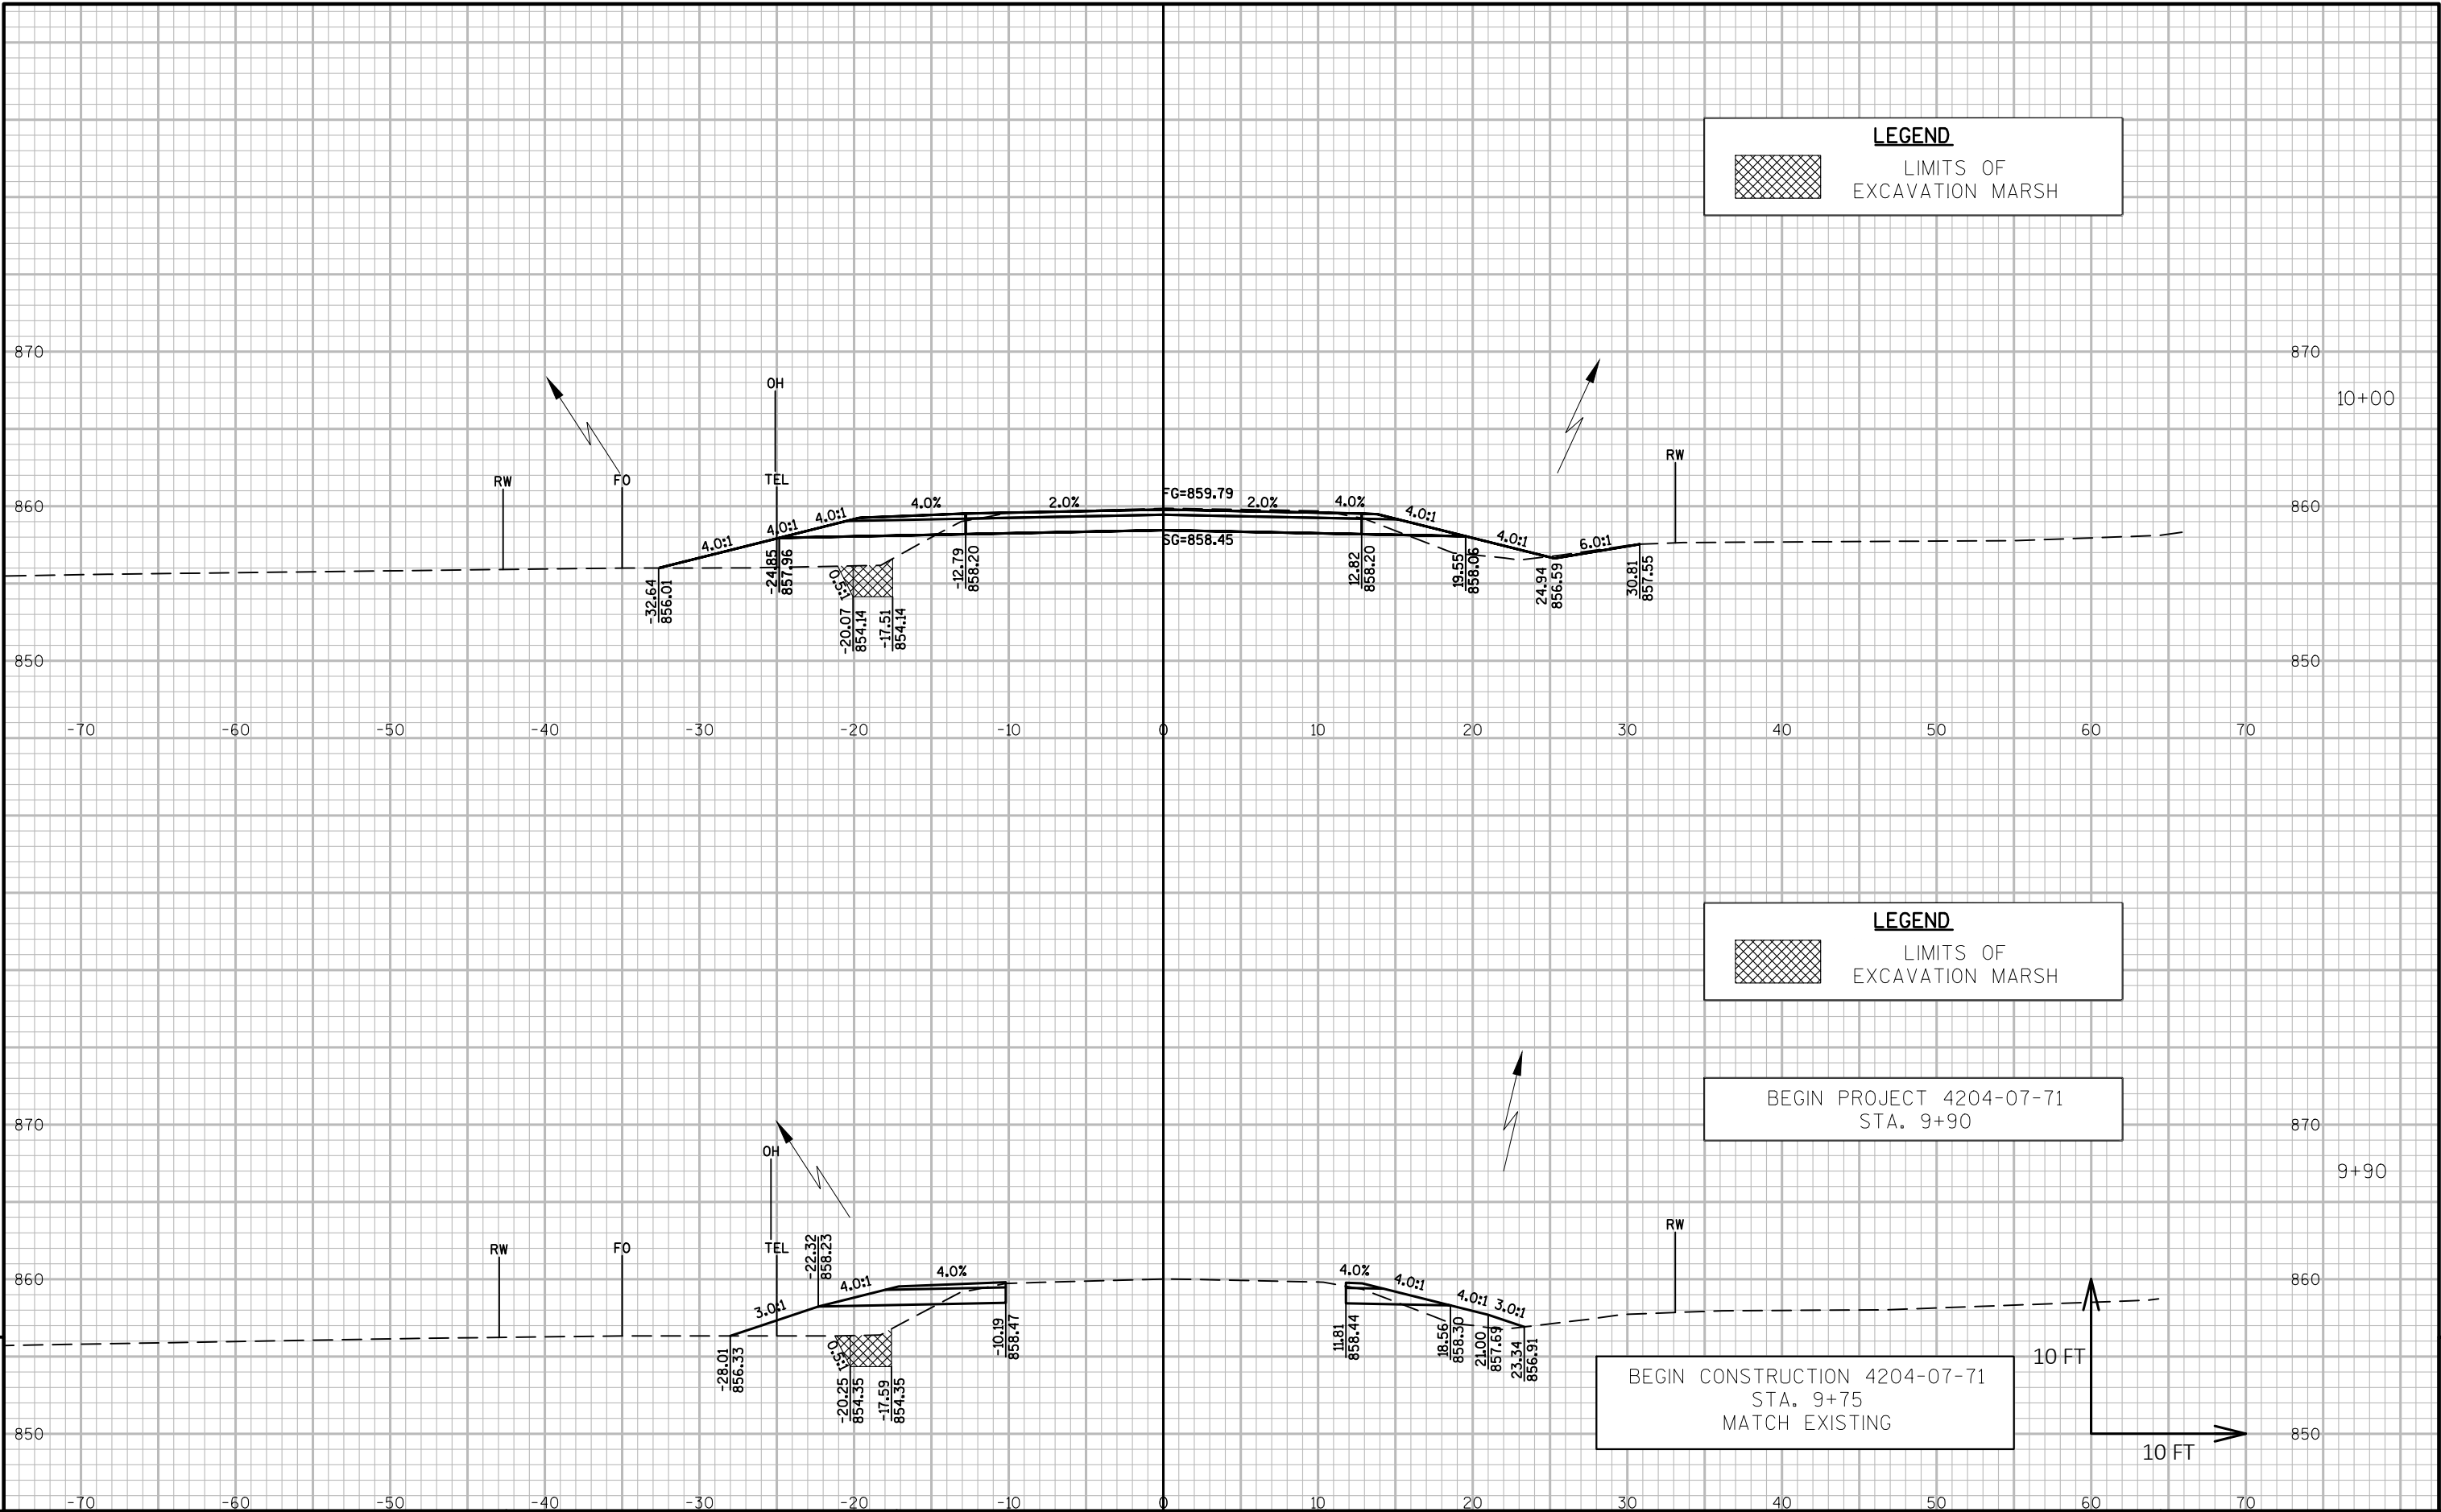 LEGEND
LIMITS OF
EXCAVATION MARSH
870
870
10+00
OH
RW
FO
TEL
RW
860
860
FG=859.79
4.0:1
4.0:1
4.0:1
4.0%
2.0%
2.0%
4.0%
4.0:1
4.0:1
6.0:1
SG=858.45
0.5:1
-32.64
856.01
-24.85
857.96
-20.07
854.14
-17.51
854.14
-12.79
858.20
12.82
858.20
19.55
858.06
24.94
856.59
30.81
857.55
850
850
-70 -60 -50 -40 -30 -20 -10 0 10 20 30 40 50 60 70
LEGEND
LIMITS OF
EXCAVATION MARSH
BEGIN PROJECT 4204-07-71
STA. 9+90
870
870
9+90
OH
RW
FO
TEL
RW
-22.32
858.23
860
860
3.0:1
4.0:1
4.0%
4.0%
4.0:1
4.0:1
3.0:1
0.5:1
-28.01
856.33
-20.25
854.35
-17.59
854.35
-10.19
858.47
11.81
858.44
18.56
858.30
21.00
857.69
23.34
856.91
BEGIN CONSTRUCTION 4204-07-71
STA. 9+75
MATCH EXISTING
10 FT
10 FT
850
850
-70 -60 -50 -40 -30 -20 -10 0 10 20 30 40 50 60 70